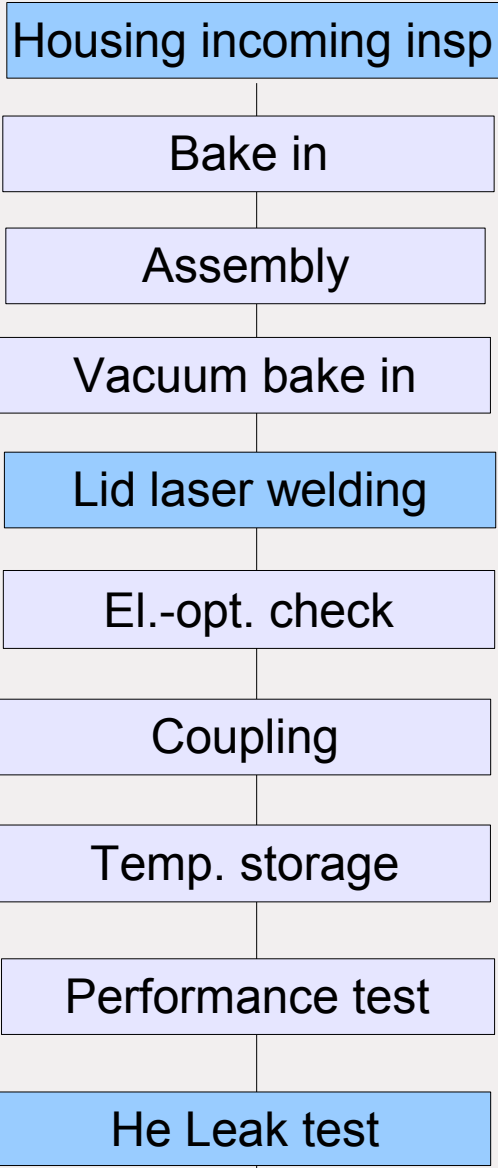 Housing incoming insp
Bake in
Assembly
Vacuum bake in
Lid laser welding
El.-opt. check
Coupling
Temp. storage
Performance test
He Leak test